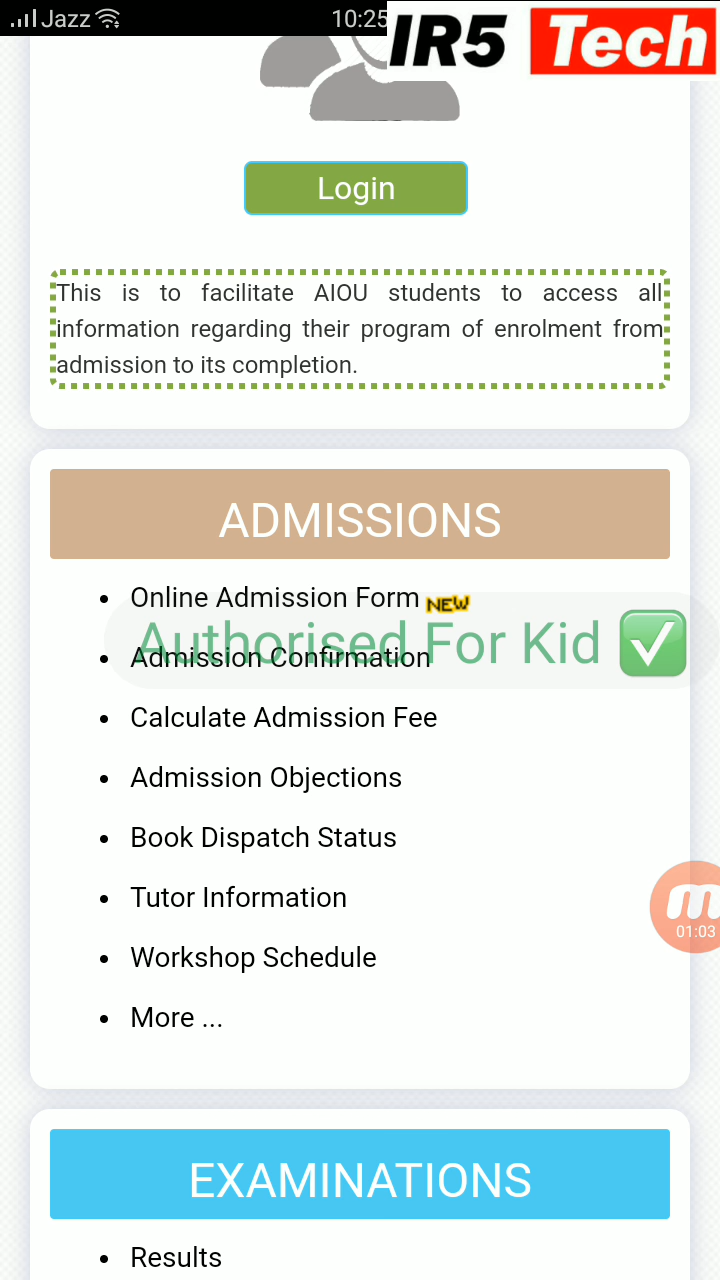 Jazz 10:25
IR5 Tech
Login
This is to facilitate AIOU students to access all
information regarding their program of enrolment from
admission to its completion.
ADMISSIONS
• Online Admission Form NEW
Authorised For Kid ✅
• Admission Confirmation
• Calculate Admission Fee
• Admission Objections
• Book Dispatch Status
• Tutor Information
• Workshop Schedule
m
01:03
• More ...
EXAMINATIONS
• Results